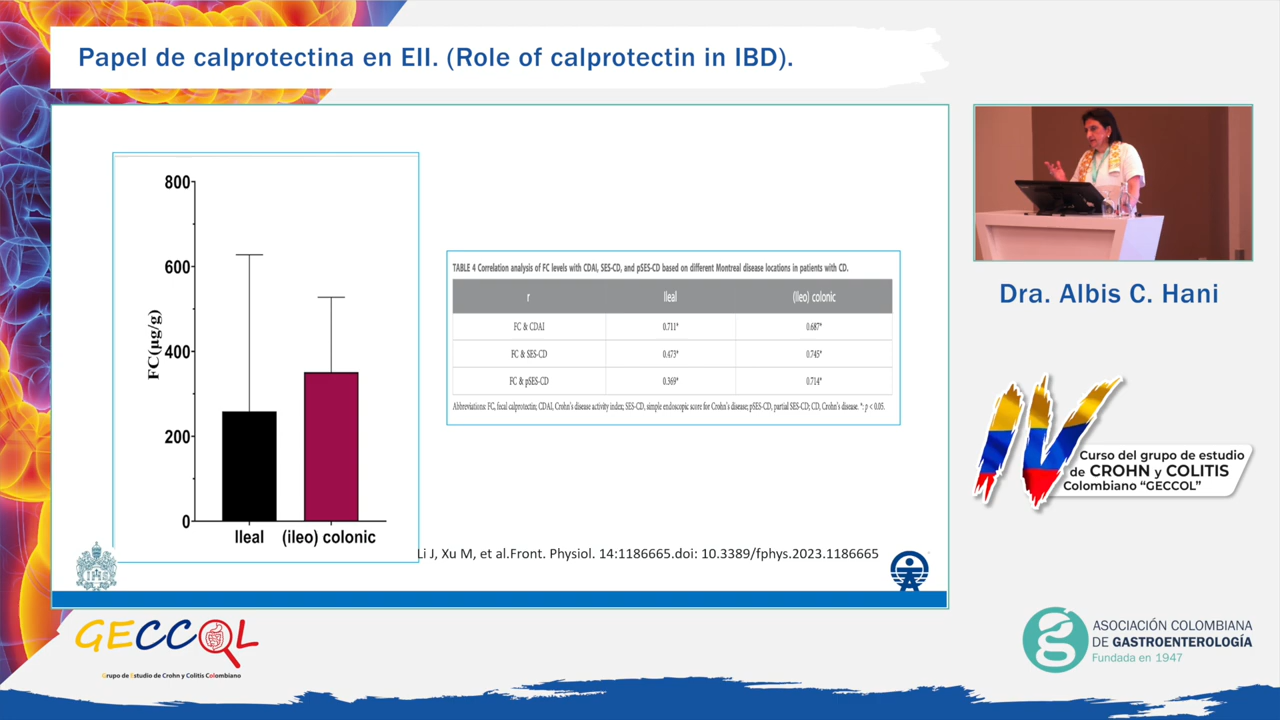 Papel de calprotectina en EII. (Role of calprotectin in IBD).
800
600
400
200
0
FC(µg/g)
Ileal
(ileo) colonic
TABLE 4 Correlation analysis of FC levels with CDAI, SES-CD, and pSES-CD based on different Montreal disease locations in patients with CD.
r Ileal (Ileo) colonic
FC & CDAI 0.711* 0.687*
FC & SES-CD 0.473* 0.745*
FC & pSES-CD 0.369* 0.714*
Abbreviations: FC, fecal calprotectin; CDAI, Crohn's disease activity index; SES-CD, simple endoscopic score for Crohn's disease; pSES-CD, partial SES-CD; CD, Crohn's disease. *: p < 0.05.
Li J, Xu M, et al.Front. Physiol. 14:1186665.doi: 10.3389/fphys.2023.1186665
Dra. Albis C. Hani
IV
Curso del grupo de estudio
de CROHN y COLITIS
Colombiano “GECCOL”
GECCOL
Grupo de Estudio de Crohn y Colitis Colombiano
ASOCIACIÓN COLOMBIANA
DE GASTROENTEROLOGÍA
Fundada en 1947